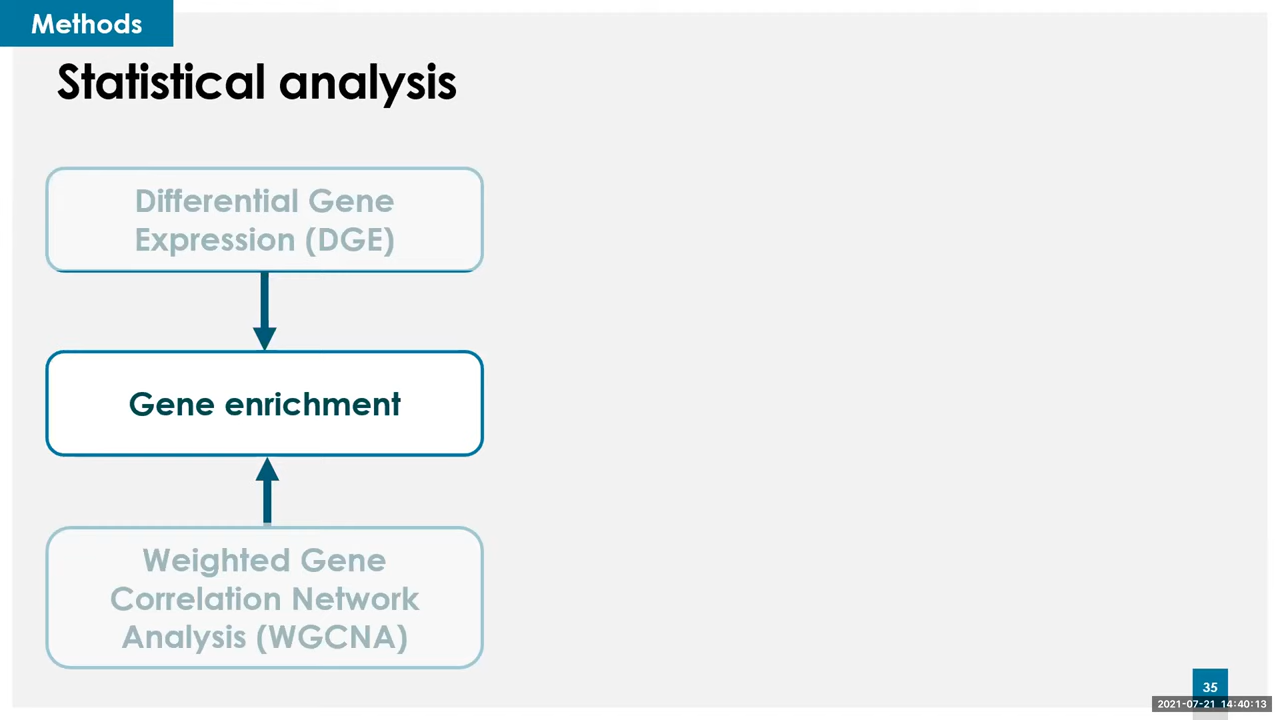 Methods
Statistical analysis
Differential Gene
Expression (DGE)
Gene enrichment
Weighted Gene
Correlation Network
Analysis (WGCNA)
35
2021-07-21 14:40:13